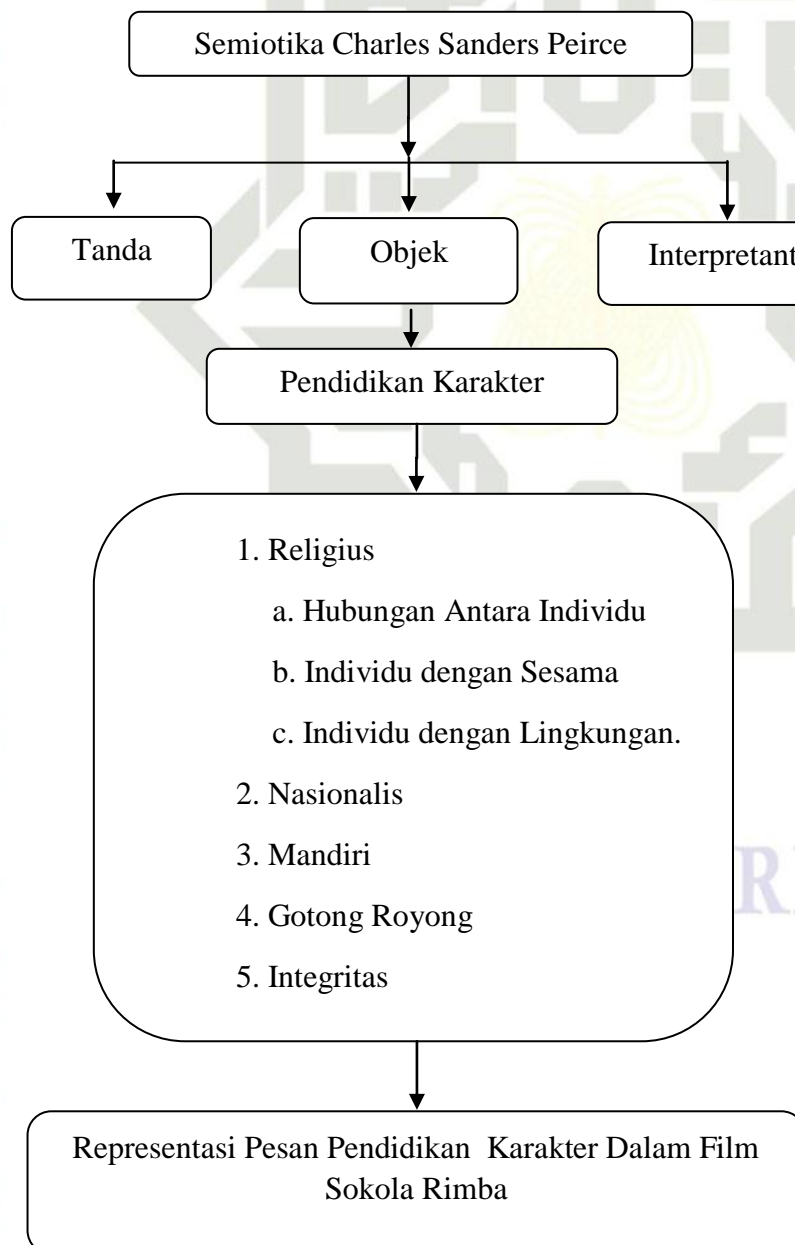 Semiotika Charles Sanders Peirce
Tanda
Objek
Interpretant
Pendidikan Karakter
1. Religius
a. Hubungan Antara Individu
b. Individu dengan Sesama
c. Individu dengan Lingkungan.
2. Nasionalis
3. Mandiri
4. Gotong Royong
5. Integritas
Representasi Pesan Pendidikan Karakter Dalam Film
Sokola Rimba